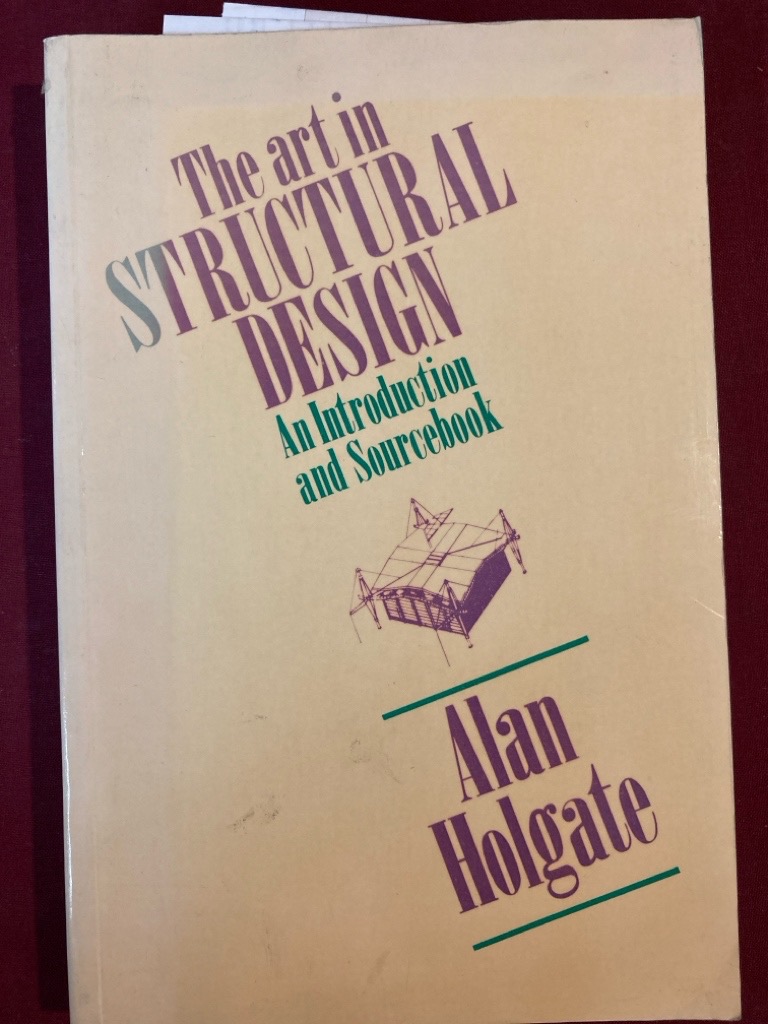 The art in
STRUCTURAL
DESIGN
An Introduction
and Sourcebook
Alan
Holgate